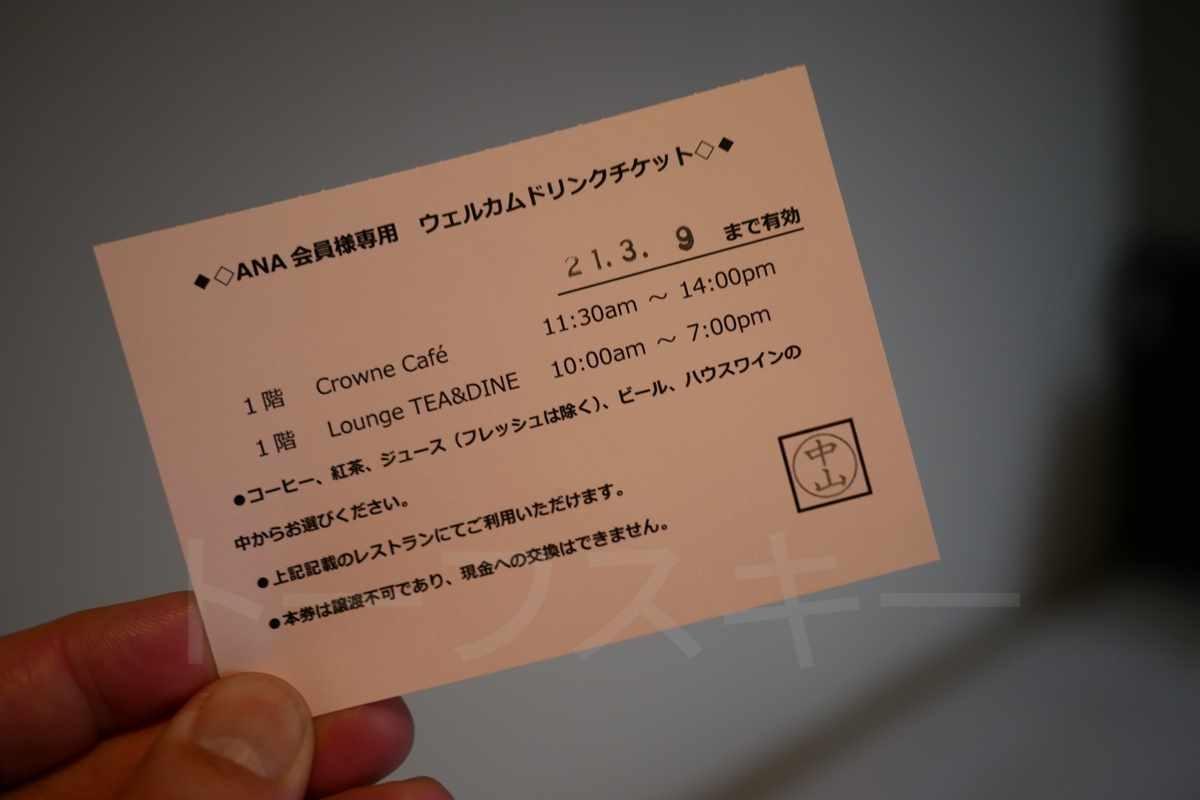 ◆◇ANA会員様専用　ウェルカムドリンクチケット◇◆
21.3.9 まで有効
1階　Crowne Café　11:30am ～ 14:00pm
1階　Lounge TEA&DINE　10:00am ～ 7:00pm
●コーヒー、紅茶、ジュース（フレッシュは除く）、ビール、ハウスワインの
中からお選びください。
●上記記載のレストランにてご利用いただけます。
●本券は譲渡不可であり、現金への交換はできません。
中山
トーフスキー